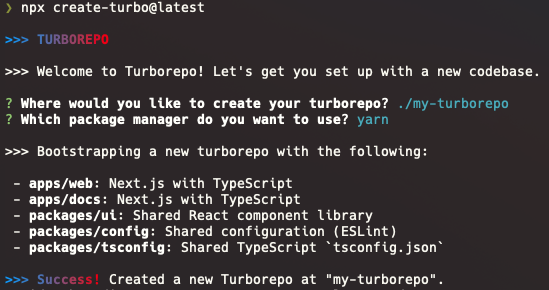 ❯ npx create-turbo@latest
>>> TURBOREPO
>>> Welcome to Turborepo! Let's get you set up with a new codebase.
? Where would you like to create your turborepo? ./my-turborepo
? Which package manager do you want to use? yarn
>>> Bootstrapping a new turborepo with the following:
- apps/web: Next.js with TypeScript
- apps/docs: Next.js with TypeScript
- packages/ui: Shared React component library
- packages/config: Shared configuration (ESLint)
- packages/tsconfig: Shared TypeScript `tsconfig.json`
>>> Success! Created a new Turborepo at "my-turborepo".